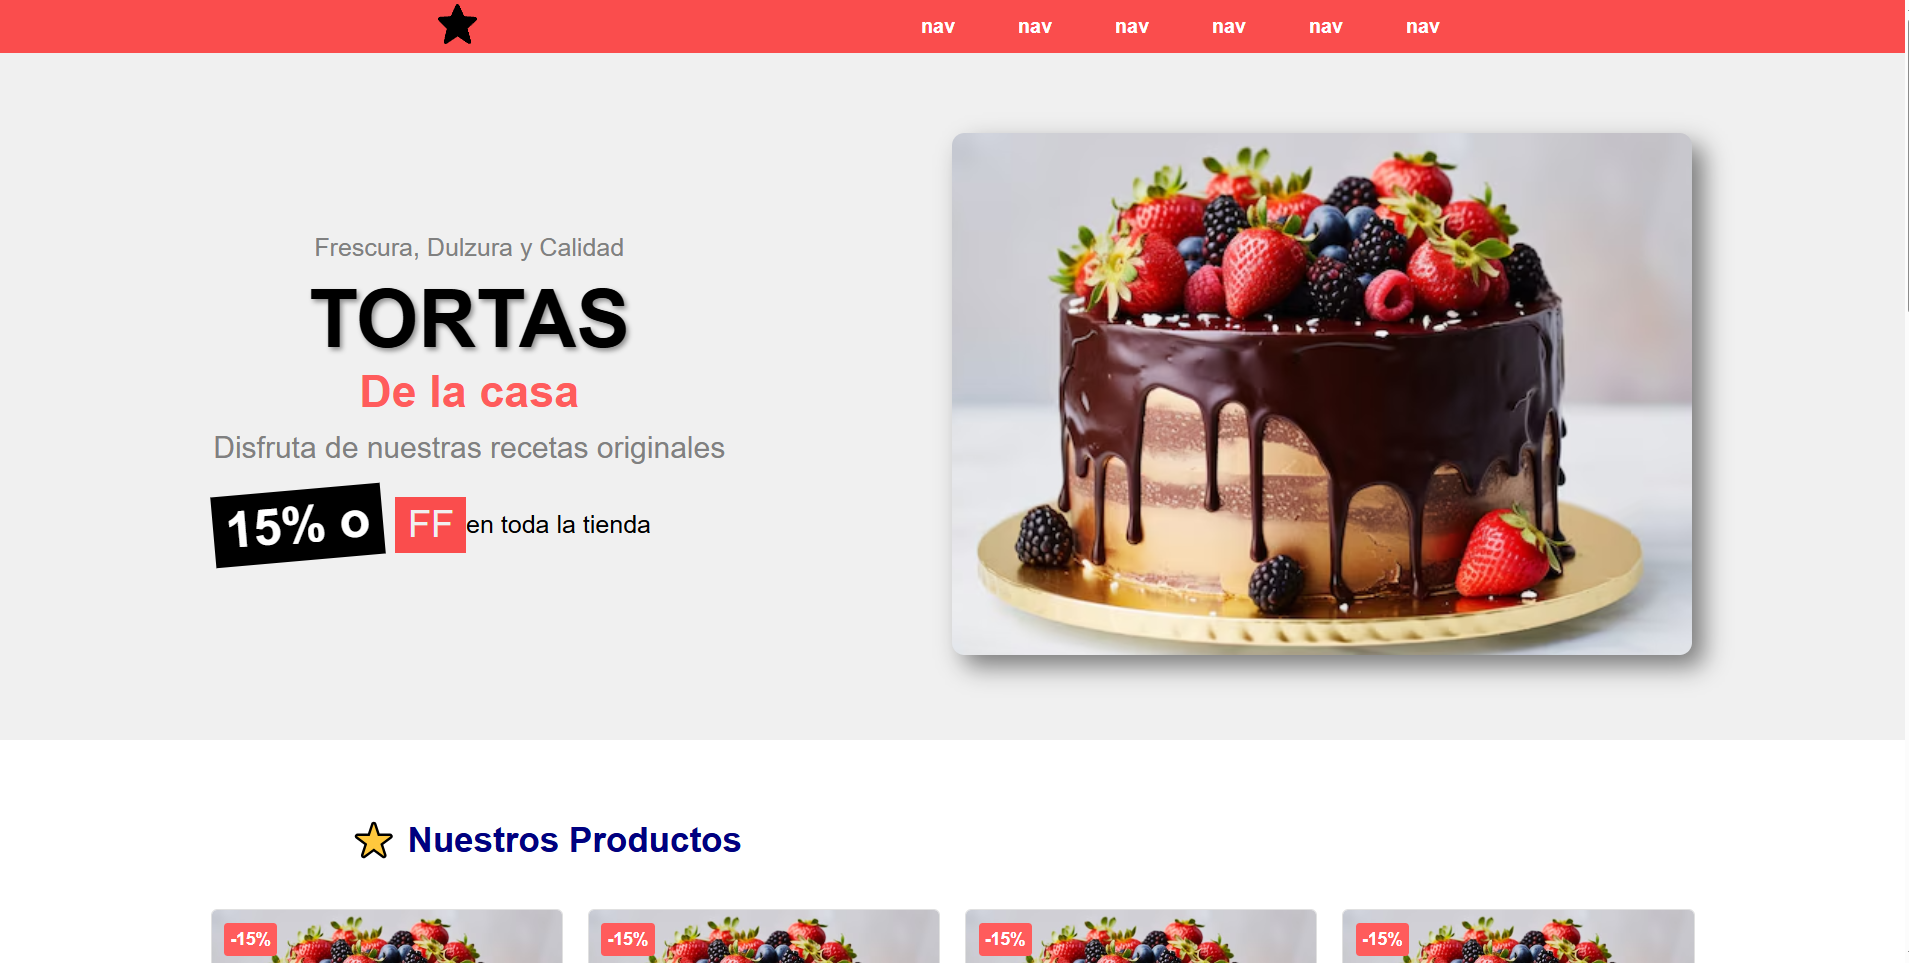 nav nav nav nav nav nav
Frescura, Dulzura y Calidad
TORTAS
De la casa
Disfruta de nuestras recetas originales
15% o FF en toda la tienda
Nuestros Productos
-15% -15% -15% -15%